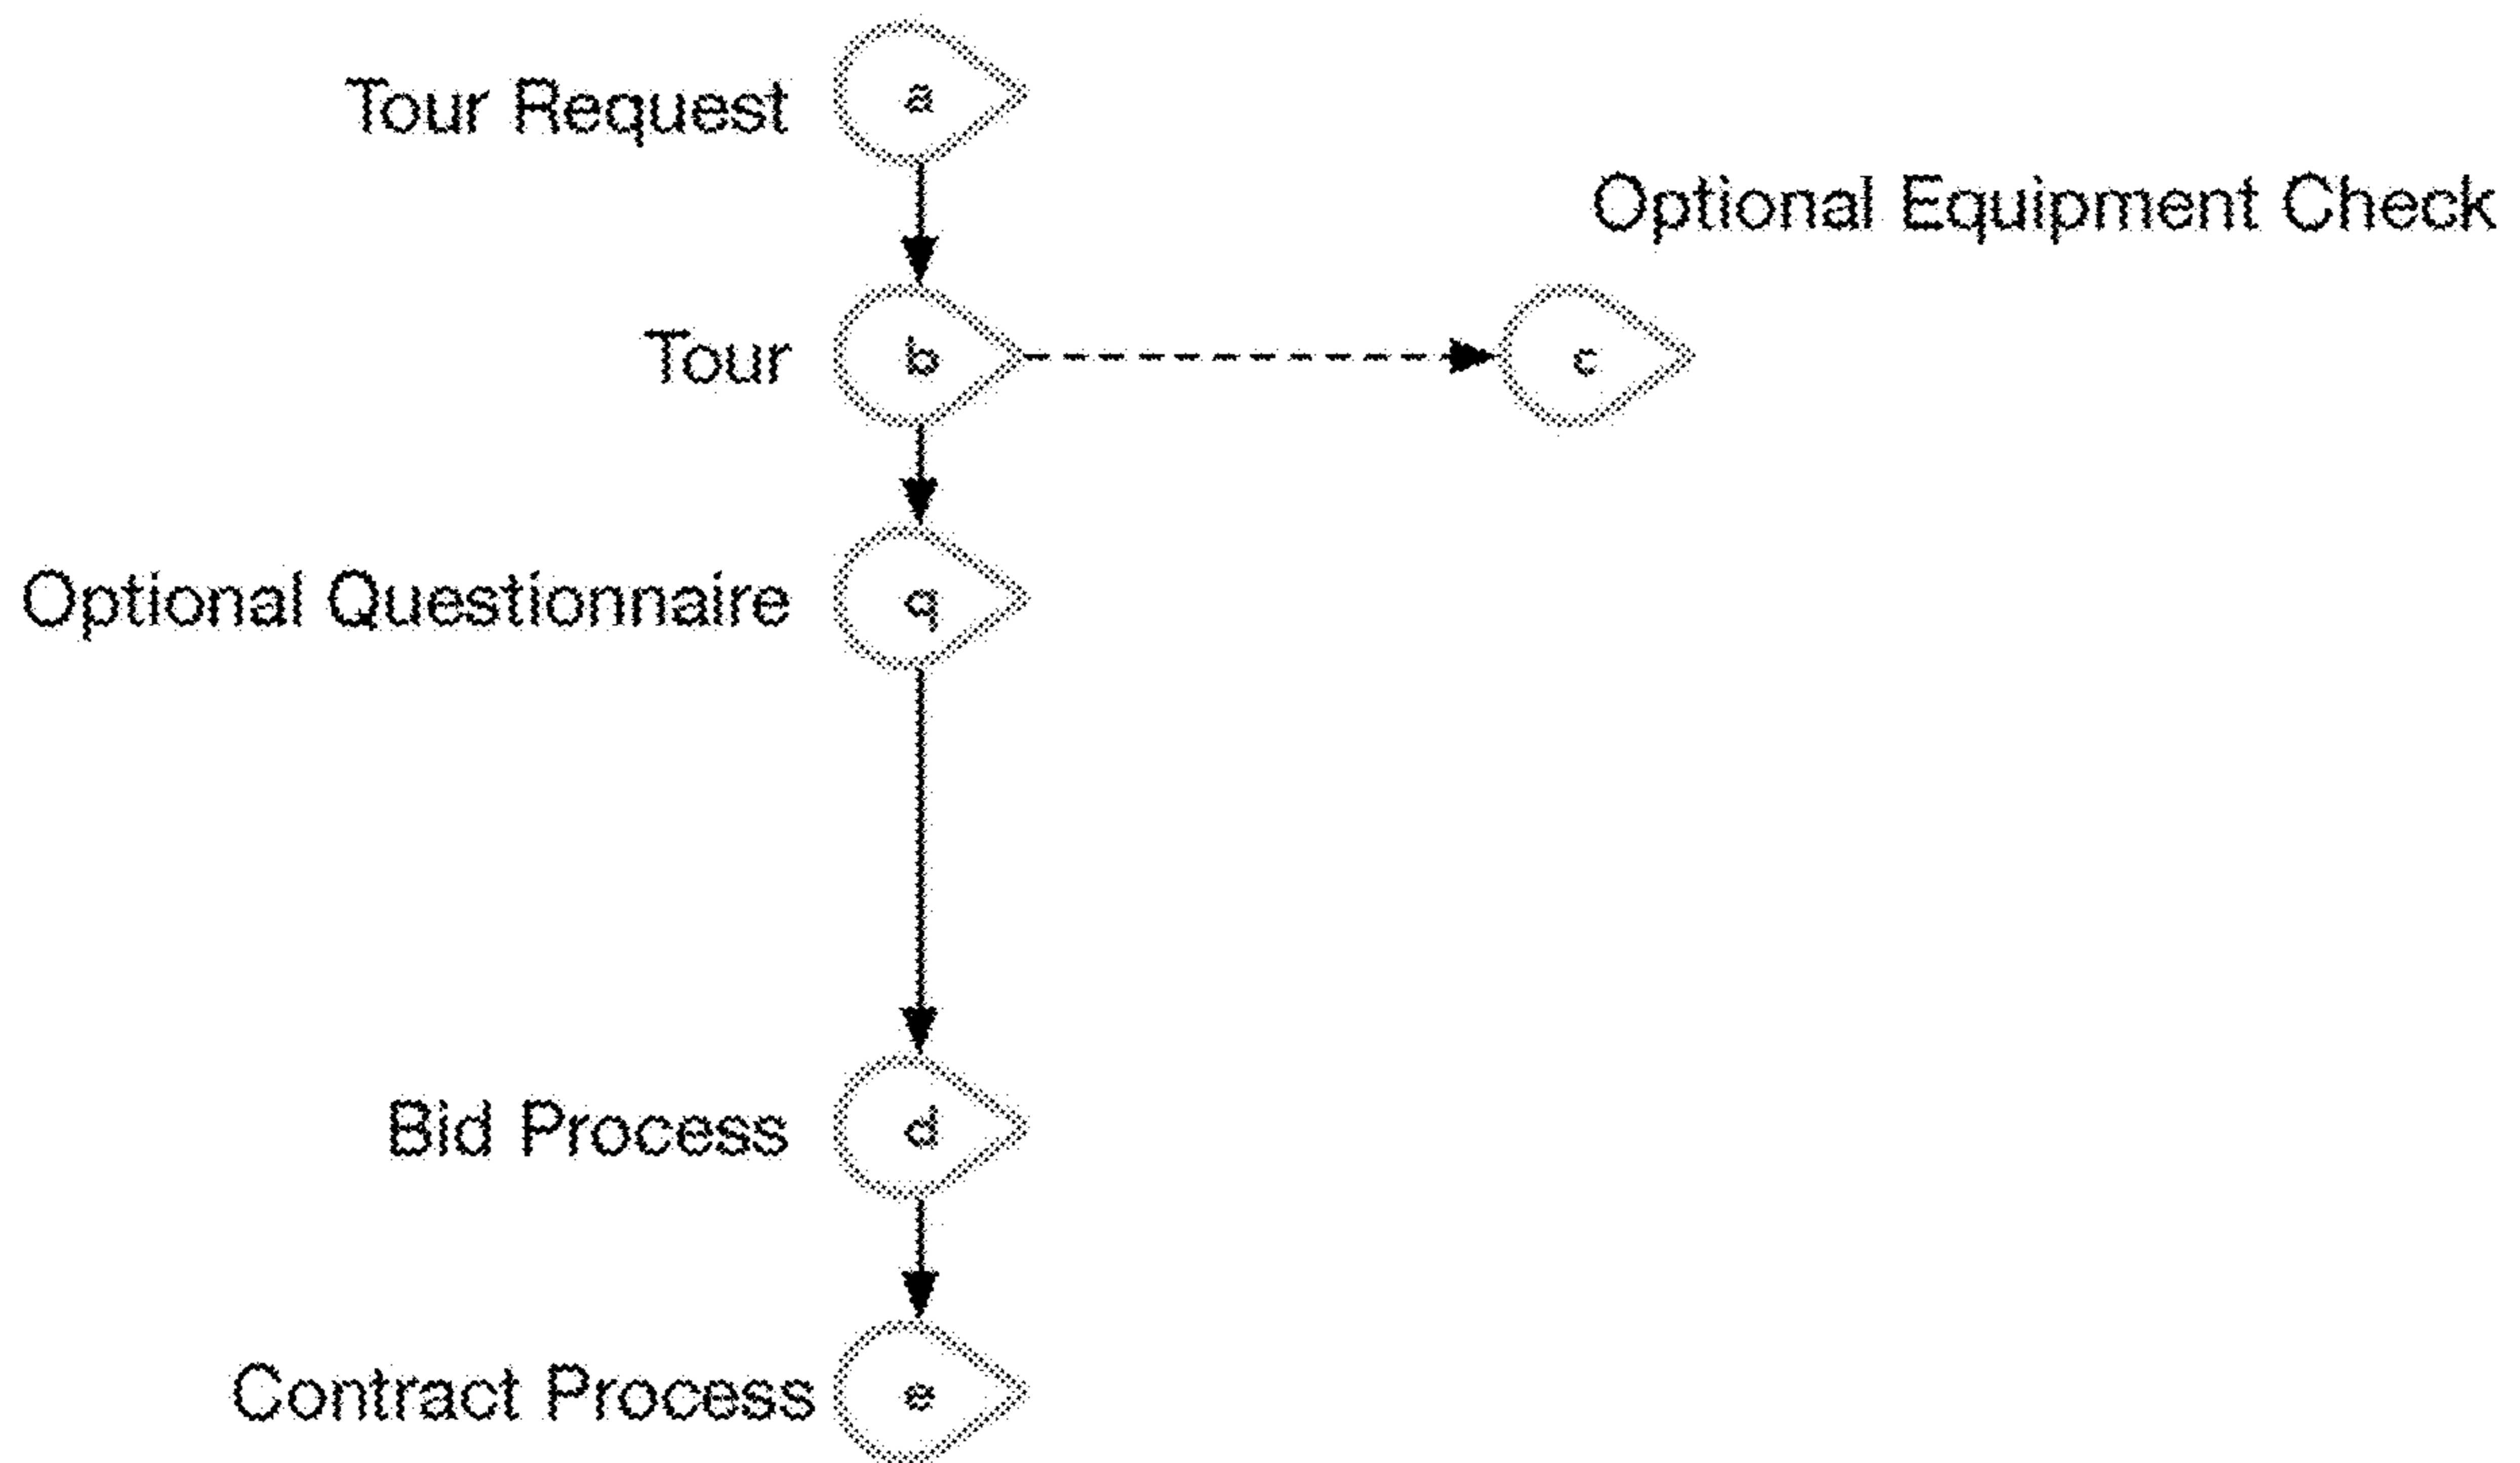 Tour Request
a
Optional Equipment Check
Tour
b
c
Optional Questionnaire
q
Bid Process
d
Contract Process
e